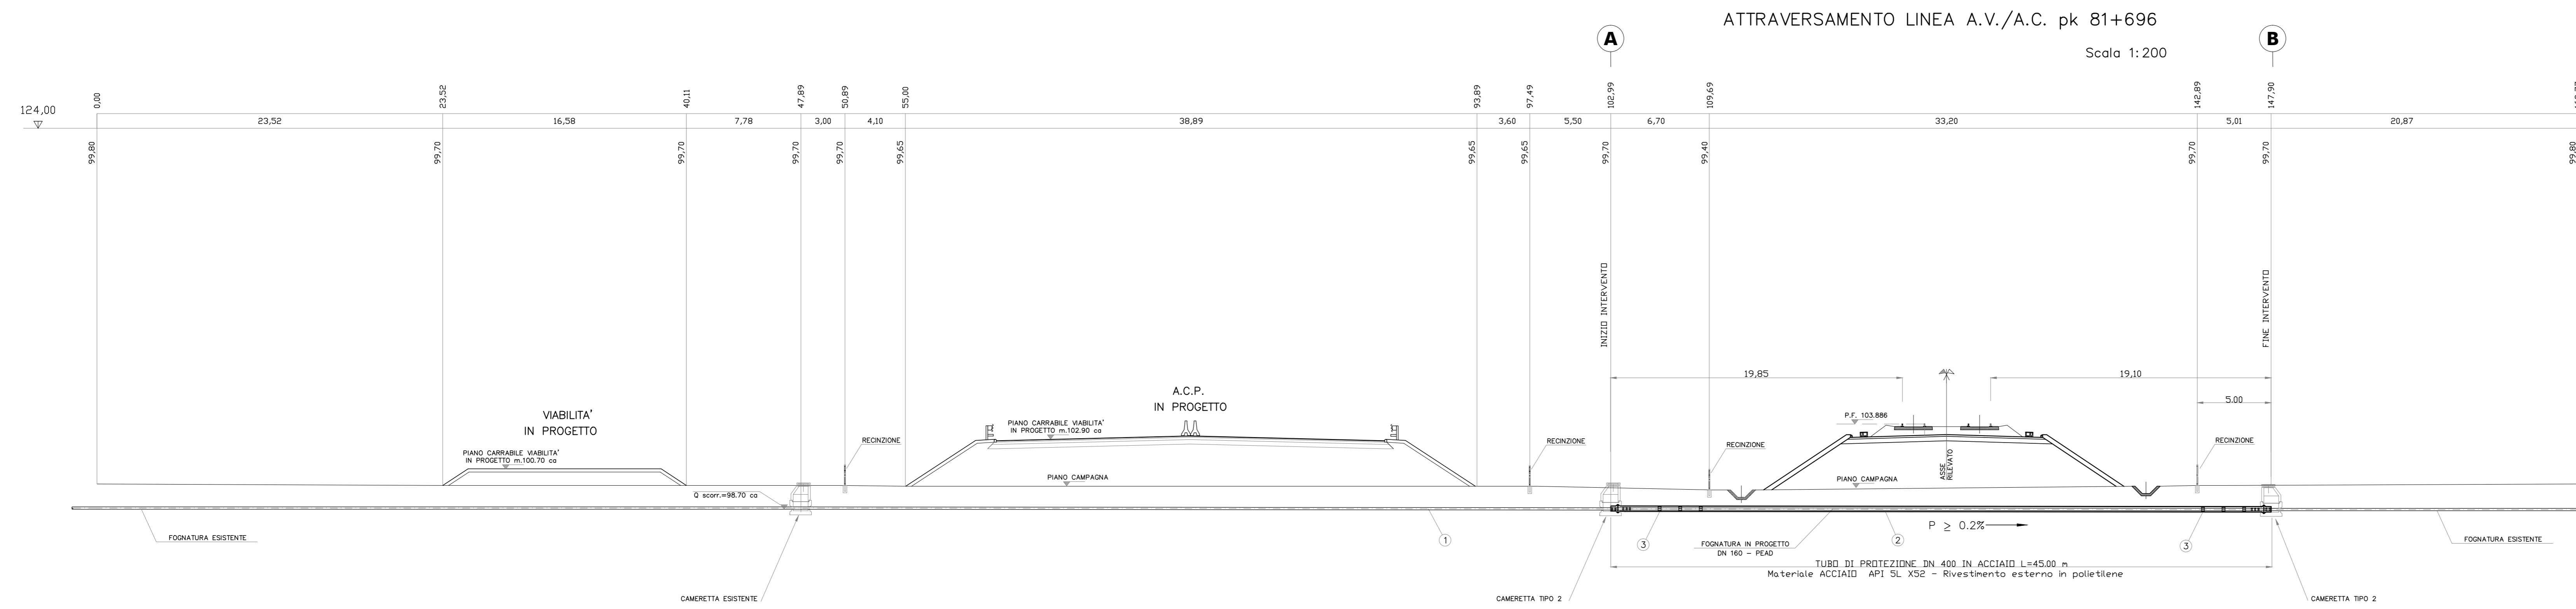 ATTRAVERSAMENTO LINEA A.V./A.C. pk 81+696
A
B
Scala 1:200
124,00
0,00
23,52
40,11
47,89
50,89
55,00
93,89
97,49
102,99
109,69
142,89
147,90
23,52
16,58
7,78
3,00
4,10
38,89
3,60
5,50
6,70
33,20
5,01
20,87
99,80
99,70
99,70
99,70
99,70
99,65
99,65
99,65
99,70
99,40
99,70
99,70
99,80
INIZIO INTERVENTO
FINE INTERVENTO
19,85
19,10
5.00
VIABILITA'
IN PROGETTO
A.C.P.
IN PROGETTO
PIANO CARRABILE VIABILITA'
IN PROGETTO m.100.70 ca
PIANO CARRABILE VIABILITA'
IN PROGETTO m.102.90 ca
P.F. 103.886
RECINZIONE
RECINZIONE
RECINZIONE
RECINZIONE
PIANO CAMPAGNA
PIANO CAMPAGNA
ASSE
RILEVATO
Q scorr.=98.70 ca
P ≥ 0.2%
FOGNATURA ESISTENTE
1
3
FOGNATURA IN PROGETTO
DN 160 - PEAD
2
3
FOGNATURA ESISTENTE
TUBO DI PROTEZIONE DN 400 IN ACCIAIO L=45.00 m
Materiale ACCIAIO API 5L X52 - Rivestimento esterno in polietilene
CAMERETTA ESISTENTE
CAMERETTA TIPO 2
CAMERETTA TIPO 2